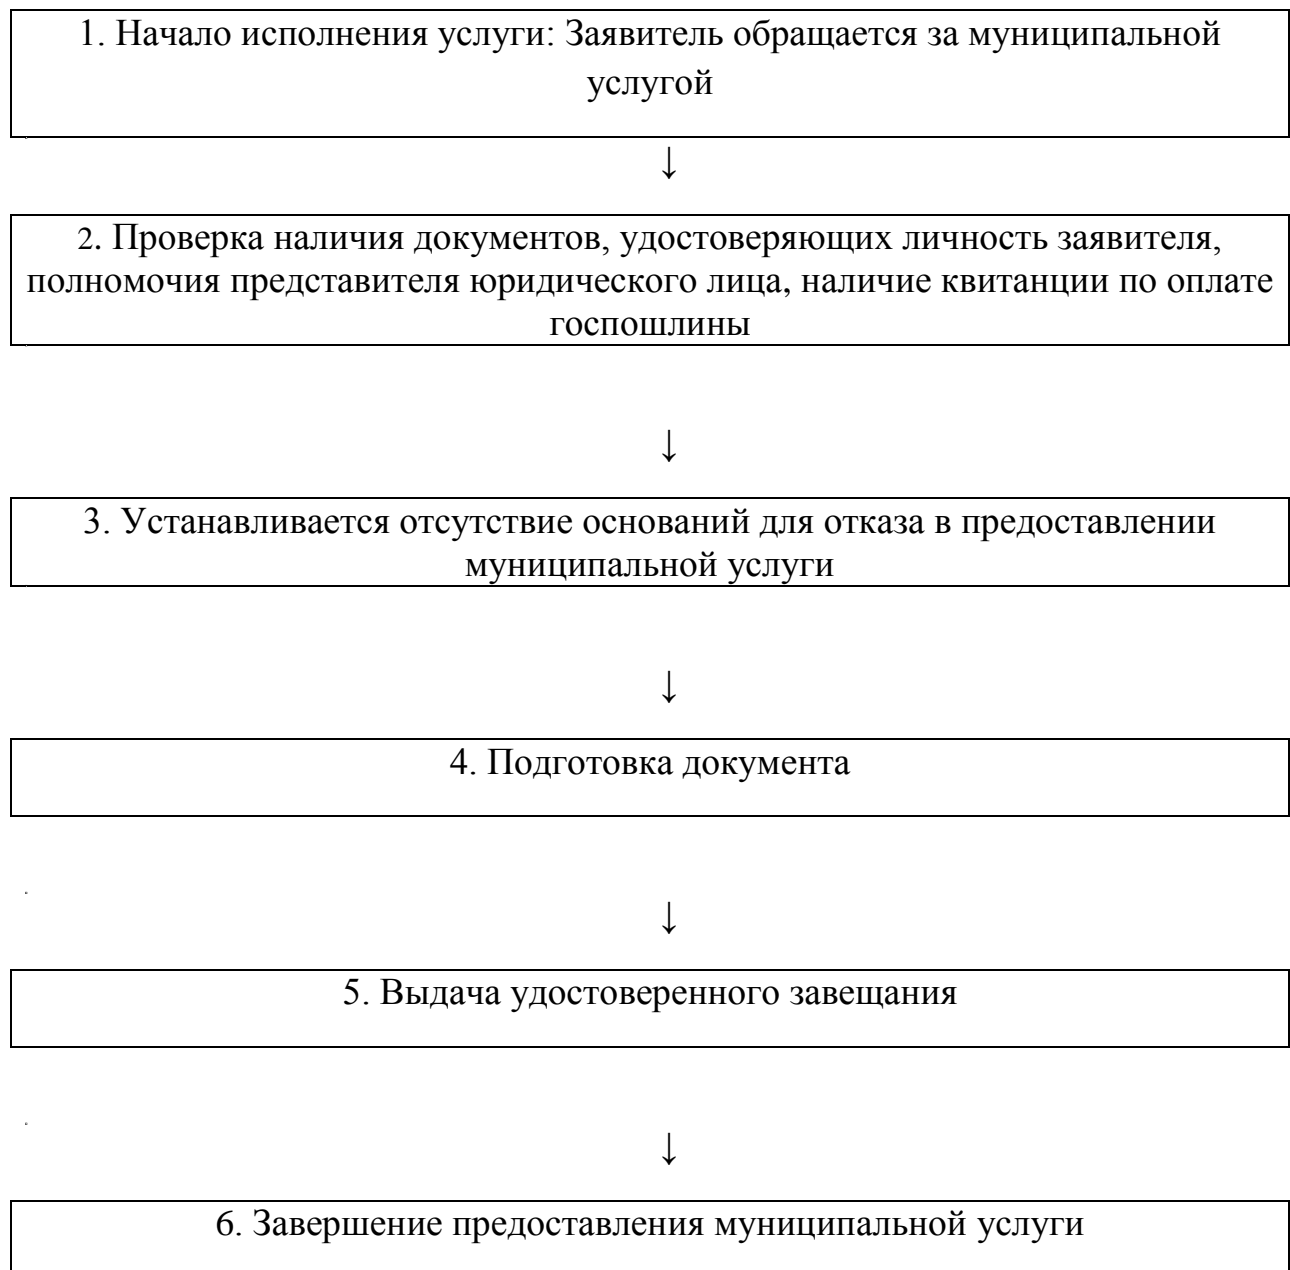 1. Начало исполнения услуги: Заявитель обращается за муниципальной
услугой
↓
2. Проверка наличия документов, удостоверяющих личность заявителя,
полномочия представителя юридического лица, наличие квитанции по оплате
госпошлины
↓
3. Устанавливается отсутствие оснований для отказа в предоставлении
муниципальной услуги
↓
4. Подготовка документа
↓
5. Выдача удостоверенного завещания
↓
6. Завершение предоставления муниципальной услуги